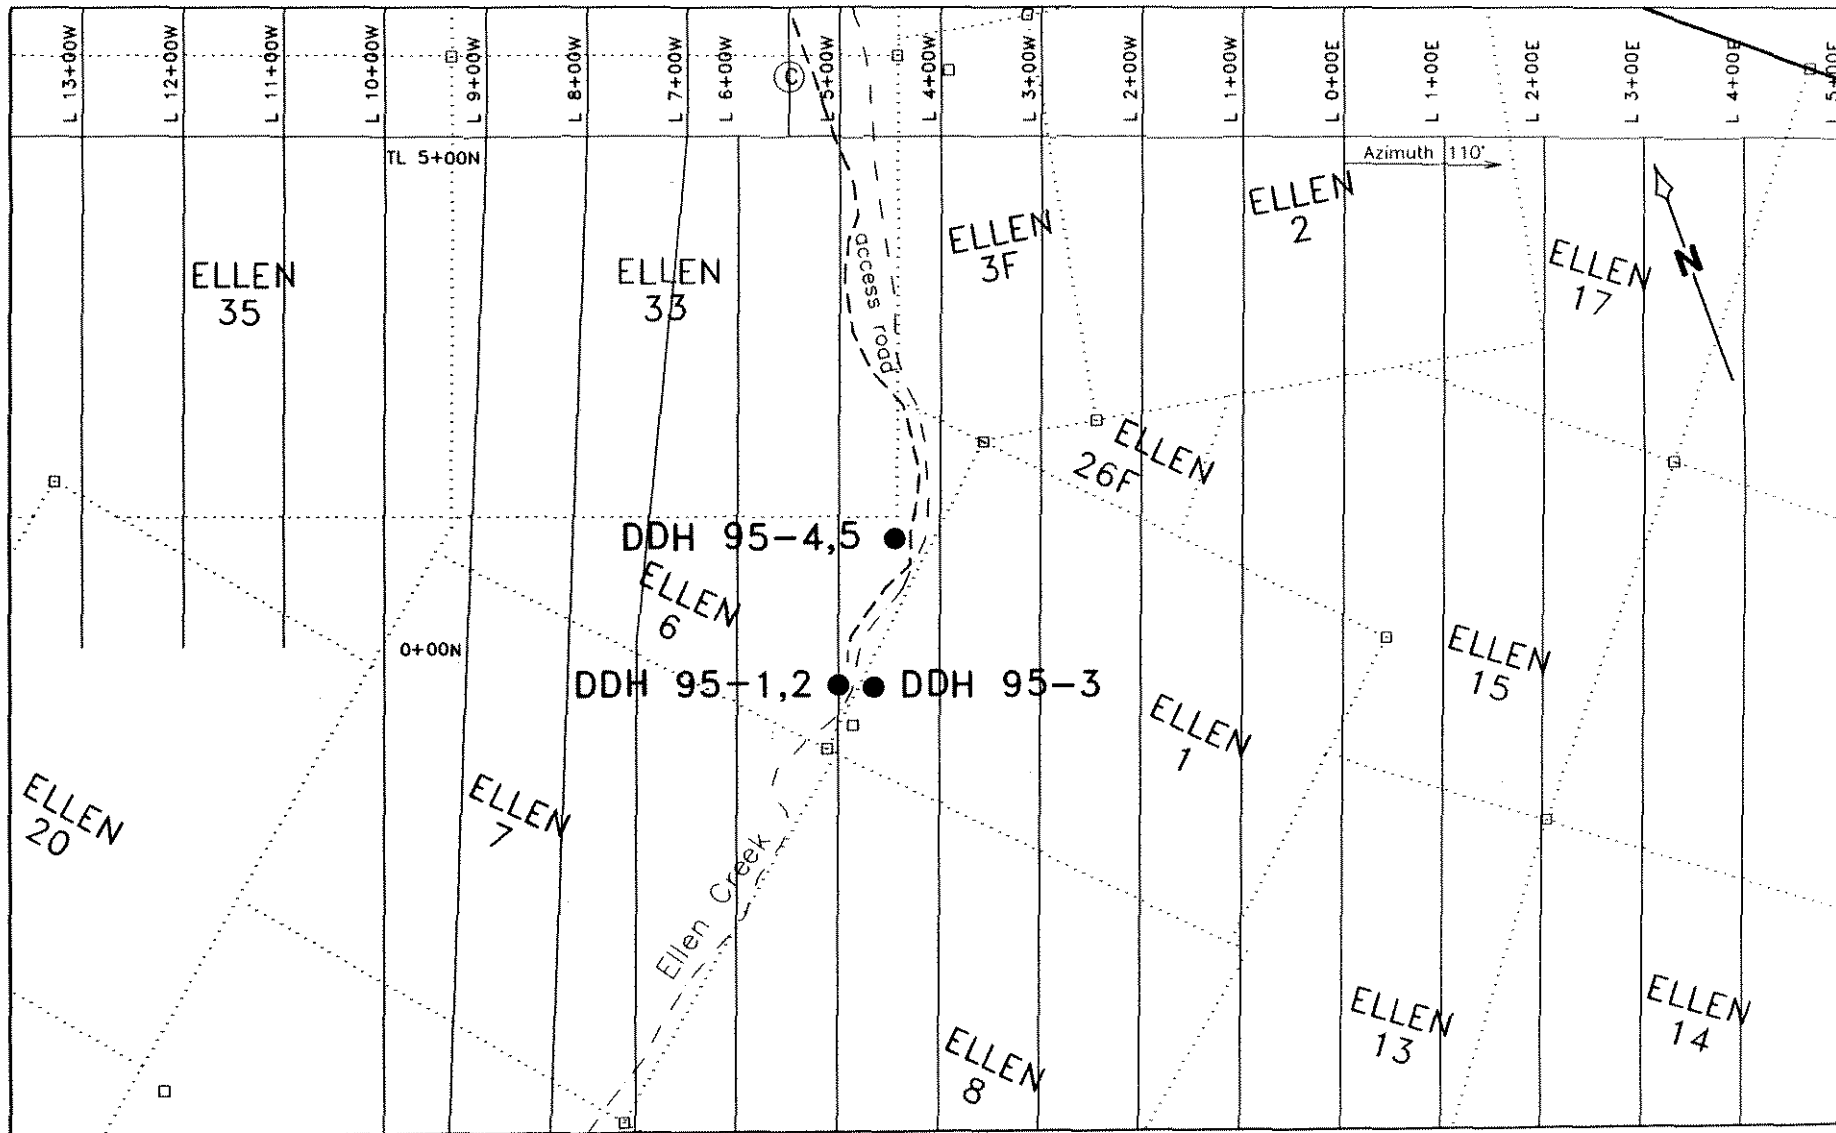 L 13+00W
L 12+00W
L 11+00W
L 10+00W
L 9+00W
L 8+00W
L 7+00W
L 6+00W
C
L 5+00W
L 4+00W
L 3+00W
L 2+00W
L 1+00W
L 0+00E
L 1+00E
L 2+00E
L 3+00E
L 4+00E
L 5+00E
TL 5+00N
Azimuth 110°
ELLEN
35
ELLEN
33
access road
ELLEN
3F
ELLEN
2
ELLEN
17
N
ELLEN
26F
DDH 95-4,5
ELLEN
6
0+00N
DDH 95-1,2
DDH 95-3
ELLEN
15
ELLEN
1
ELLEN
20
ELLEN
7
Ellen Creek
ELLEN
8
ELLEN
13
ELLEN
14